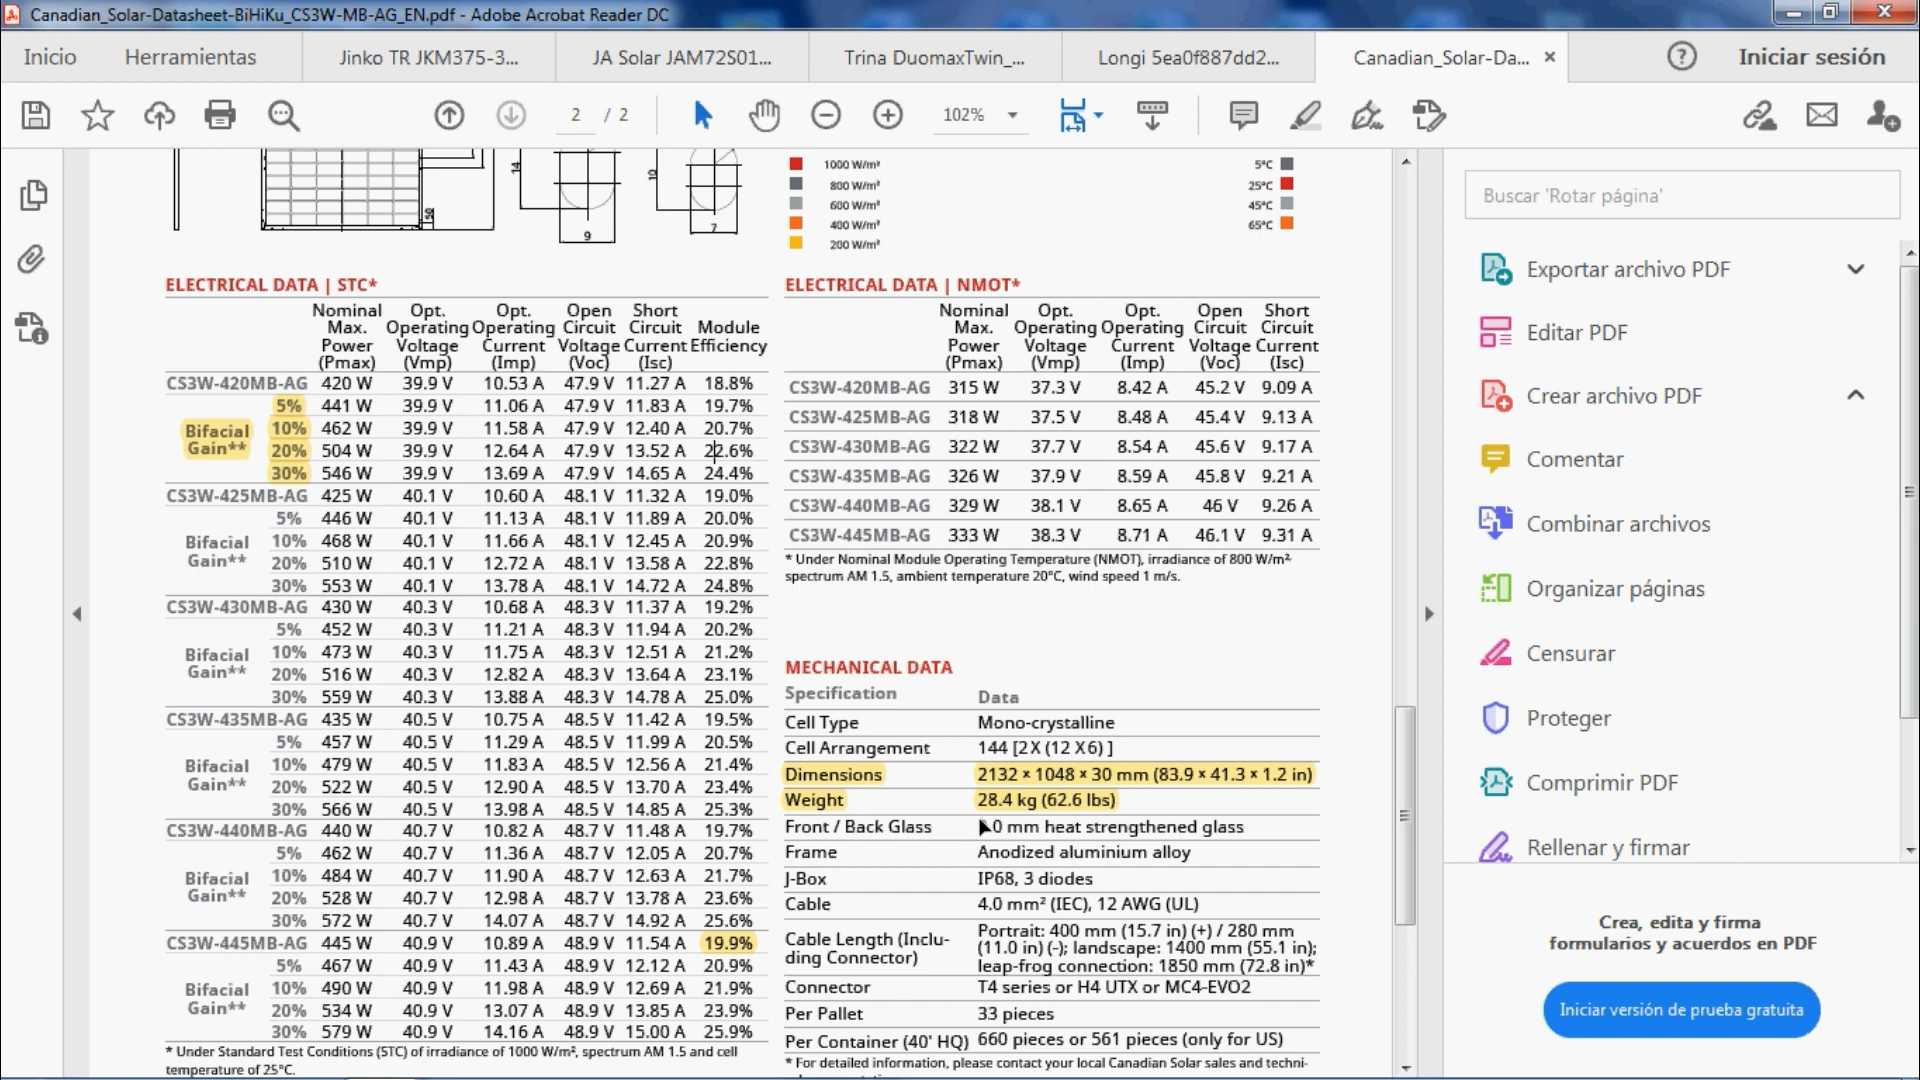 Canadian_Solar-Datasheet-BiHiKu_CS3W-MB-AG_EN.pdf - Adobe Acrobat Reader DC
Inicio Herramientas Jinko TR JKM375-3... JA Solar JAM72S01... Trina DuomaxTwin_... Longi 5ea0f887dd2... Canadian_Solar-Da... × ? Iniciar sesión
2 / 2 102%
14 9 10 7 50
1000 W/m²
800 W/m²
600 W/m²
400 W/m²
200 W/m²
5°C
25°C
45°C
65°C
ELECTRICAL DATA | STC*
Nominal Max. Power (Pmax) Opt. Operating Voltage (Vmp) Opt. Operating Current (Imp) Open Circuit Voltage (Voc) Short Circuit Current (Isc) Module Efficiency
CS3W-420MB-AG 420 W 39.9 V 10.53 A 47.9 V 11.27 A 18.8%
Bifacial Gain**
5% 441 W 39.9 V 11.06 A 47.9 V 11.83 A 19.7%
10% 462 W 39.9 V 11.58 A 47.9 V 12.40 A 20.7%
20% 504 W 39.9 V 12.64 A 47.9 V 13.52 A 22.6%
30% 546 W 39.9 V 13.69 A 47.9 V 14.65 A 24.4%
CS3W-425MB-AG 425 W 40.1 V 10.60 A 48.1 V 11.32 A 19.0%
Bifacial Gain**
5% 446 W 40.1 V 11.13 A 48.1 V 11.89 A 20.0%
10% 468 W 40.1 V 11.66 A 48.1 V 12.45 A 20.9%
20% 510 W 40.1 V 12.72 A 48.1 V 13.58 A 22.8%
30% 553 W 40.1 V 13.78 A 48.1 V 14.72 A 24.8%
CS3W-430MB-AG 430 W 40.3 V 10.68 A 48.3 V 11.37 A 19.2%
Bifacial Gain**
5% 452 W 40.3 V 11.21 A 48.3 V 11.94 A 20.2%
10% 473 W 40.3 V 11.75 A 48.3 V 12.51 A 21.2%
20% 516 W 40.3 V 12.82 A 48.3 V 13.64 A 23.1%
30% 559 W 40.3 V 13.88 A 48.3 V 14.78 A 25.0%
CS3W-435MB-AG 435 W 40.5 V 10.75 A 48.5 V 11.42 A 19.5%
Bifacial Gain**
5% 457 W 40.5 V 11.29 A 48.5 V 11.99 A 20.5%
10% 479 W 40.5 V 11.83 A 48.5 V 12.56 A 21.4%
20% 522 W 40.5 V 12.90 A 48.5 V 13.70 A 23.4%
30% 566 W 40.5 V 13.98 A 48.5 V 14.85 A 25.3%
CS3W-440MB-AG 440 W 40.7 V 10.82 A 48.7 V 11.48 A 19.7%
Bifacial Gain**
5% 462 W 40.7 V 11.36 A 48.7 V 12.05 A 20.7%
10% 484 W 40.7 V 11.90 A 48.7 V 12.63 A 21.7%
20% 528 W 40.7 V 12.98 A 48.7 V 13.78 A 23.6%
30% 572 W 40.7 V 14.07 A 48.7 V 14.92 A 25.6%
CS3W-445MB-AG 445 W 40.9 V 10.89 A 48.9 V 11.54 A 19.9%
Bifacial Gain**
5% 467 W 40.9 V 11.43 A 48.9 V 12.12 A 20.9%
10% 490 W 40.9 V 11.98 A 48.9 V 12.69 A 21.9%
20% 534 W 40.9 V 13.07 A 48.9 V 13.85 A 23.9%
30% 579 W 40.9 V 14.16 A 48.9 V 15.00 A 25.9%
* Under Standard Test Conditions (STC) of irradiance of 1000 W/m², spectrum AM 1.5 and cell
temperature of 25°C.
ELECTRICAL DATA | NMOT*
Nominal Max. Power (Pmax) Opt. Operating Voltage (Vmp) Opt. Operating Current (Imp) Open Circuit Voltage (Voc) Short Circuit Current (Isc)
CS3W-420MB-AG 315 W 37.3 V 8.42 A 45.2 V 9.09 A
CS3W-425MB-AG 318 W 37.5 V 8.48 A 45.4 V 9.13 A
CS3W-430MB-AG 322 W 37.7 V 8.54 A 45.6 V 9.17 A
CS3W-435MB-AG 326 W 37.9 V 8.59 A 45.8 V 9.21 A
CS3W-440MB-AG 329 W 38.1 V 8.65 A 46 V 9.26 A
CS3W-445MB-AG 333 W 38.3 V 8.71 A 46.1 V 9.31 A
* Under Nominal Module Operating Temperature (NMOT), irradiance of 800 W/m²
spectrum AM 1.5, ambient temperature 20°C, wind speed 1 m/s.
MECHANICAL DATA
Specification Data
Cell Type Mono-crystalline
Cell Arrangement 144 [2 X (12 X 6) ]
Dimensions 2132 × 1048 × 30 mm (83.9 × 41.3 × 1.2 in)
Weight 28.4 kg (62.6 lbs)
Front / Back Glass 0 mm heat strengthened glass
Frame Anodized aluminium alloy
J-Box IP68, 3 diodes
Cable 4.0 mm² (IEC), 12 AWG (UL)
Cable Length (Inclu-
ding Connector)
Portrait: 400 mm (15.7 in) (+) / 280 mm
(11.0 in) (-); landscape: 1400 mm (55.1 in);
leap-frog connection: 1850 mm (72.8 in)*
Connector T4 series or H4 UTX or MC4-EVO2
Per Pallet 33 pieces
Per Container (40' HQ) 660 pieces or 561 pieces (only for US)
* For detailed information, please contact your local Canadian Solar sales and techni-
Buscar 'Rotar página'
Exportar archivo PDF
Editar PDF
Crear archivo PDF
Comentar
Combinar archivos
Organizar páginas
Censurar
Proteger
Comprimir PDF
Rellenar y firmar
Crea, edita y firma
formularios y acuerdos en PDF
Iniciar versión de prueba gratuita